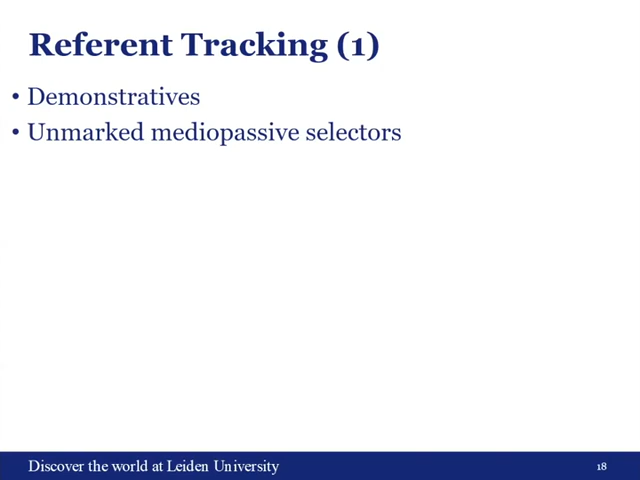 Referent Tracking (1)
• Demonstratives
• Unmarked mediopassive selectors
Discover the world at Leiden University
18